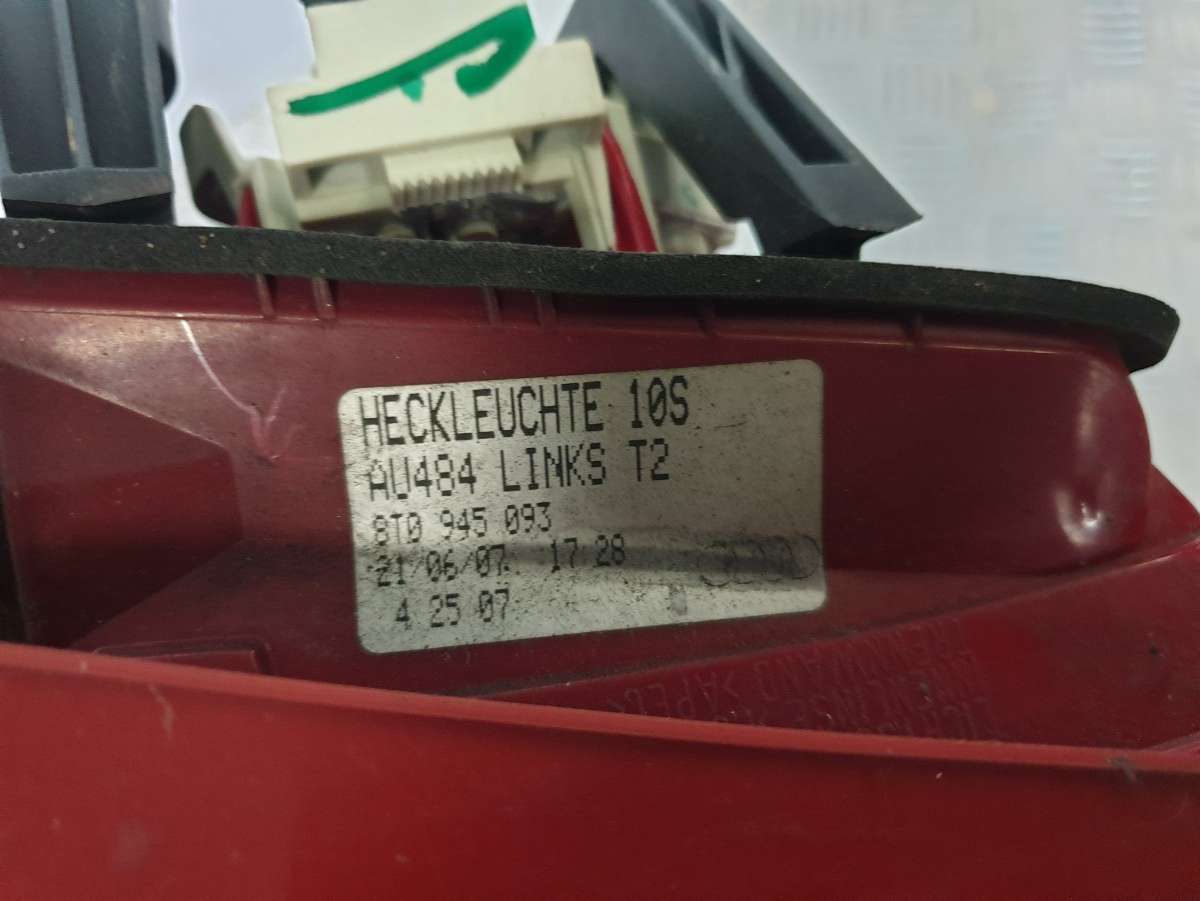 HECKLEUCHTE 10S
AU484 LINKS T2
8T0 945 093
21/06/07 17:28
4 25 07